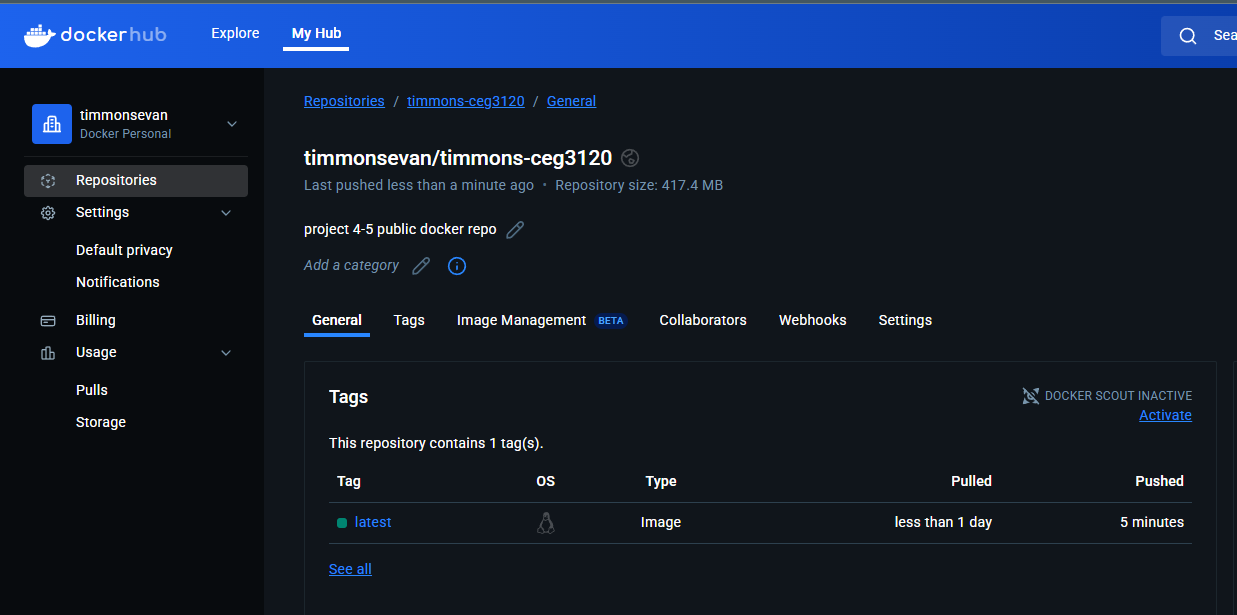 dockerhub Explore My Hub Sea
timmonsevan
Docker Personal
Repositories
Settings
Default privacy
Notifications
Billing
Usage
Pulls
Storage
Repositories / timmons-ceg3120 / General
timmonsevan/timmons-ceg3120
Last pushed less than a minute ago • Repository size: 417.4 MB
project 4-5 public docker repo
Add a category
General Tags Image Management BETA Collaborators Webhooks Settings
Tags
DOCKER SCOUT INACTIVE
Activate
This repository contains 1 tag(s).
Tag OS Type Pulled Pushed
latest Image less than 1 day 5 minutes
See all